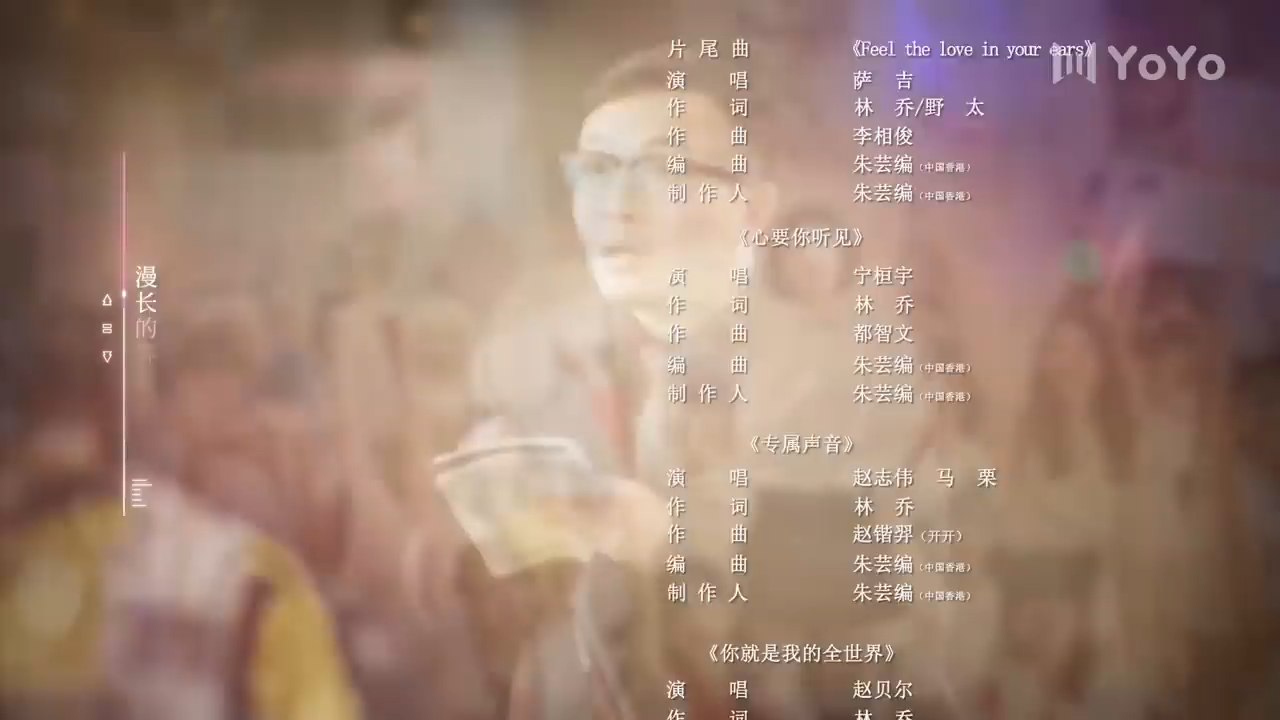 片尾曲 《Feel the love in your ears》
YoYo
演唱 萨吉
作词 林乔/野太
作曲 李相俊
编曲 朱芸编(中国香港)
制作人 朱芸编(中国香港)
《心要你听见》
演唱 宁桓宇
作词 林乔
作曲 都智文
编曲 朱芸编(中国香港)
制作人 朱芸编(中国香港)
《专属声音》
演唱 赵志伟 马栗
作词 林乔
作曲 赵锴羿(开开)
编曲 朱芸编(中国香港)
制作人 朱芸编(中国香港)
《你就是我的全世界》
演唱 赵贝尔
作词 林乔
漫长的